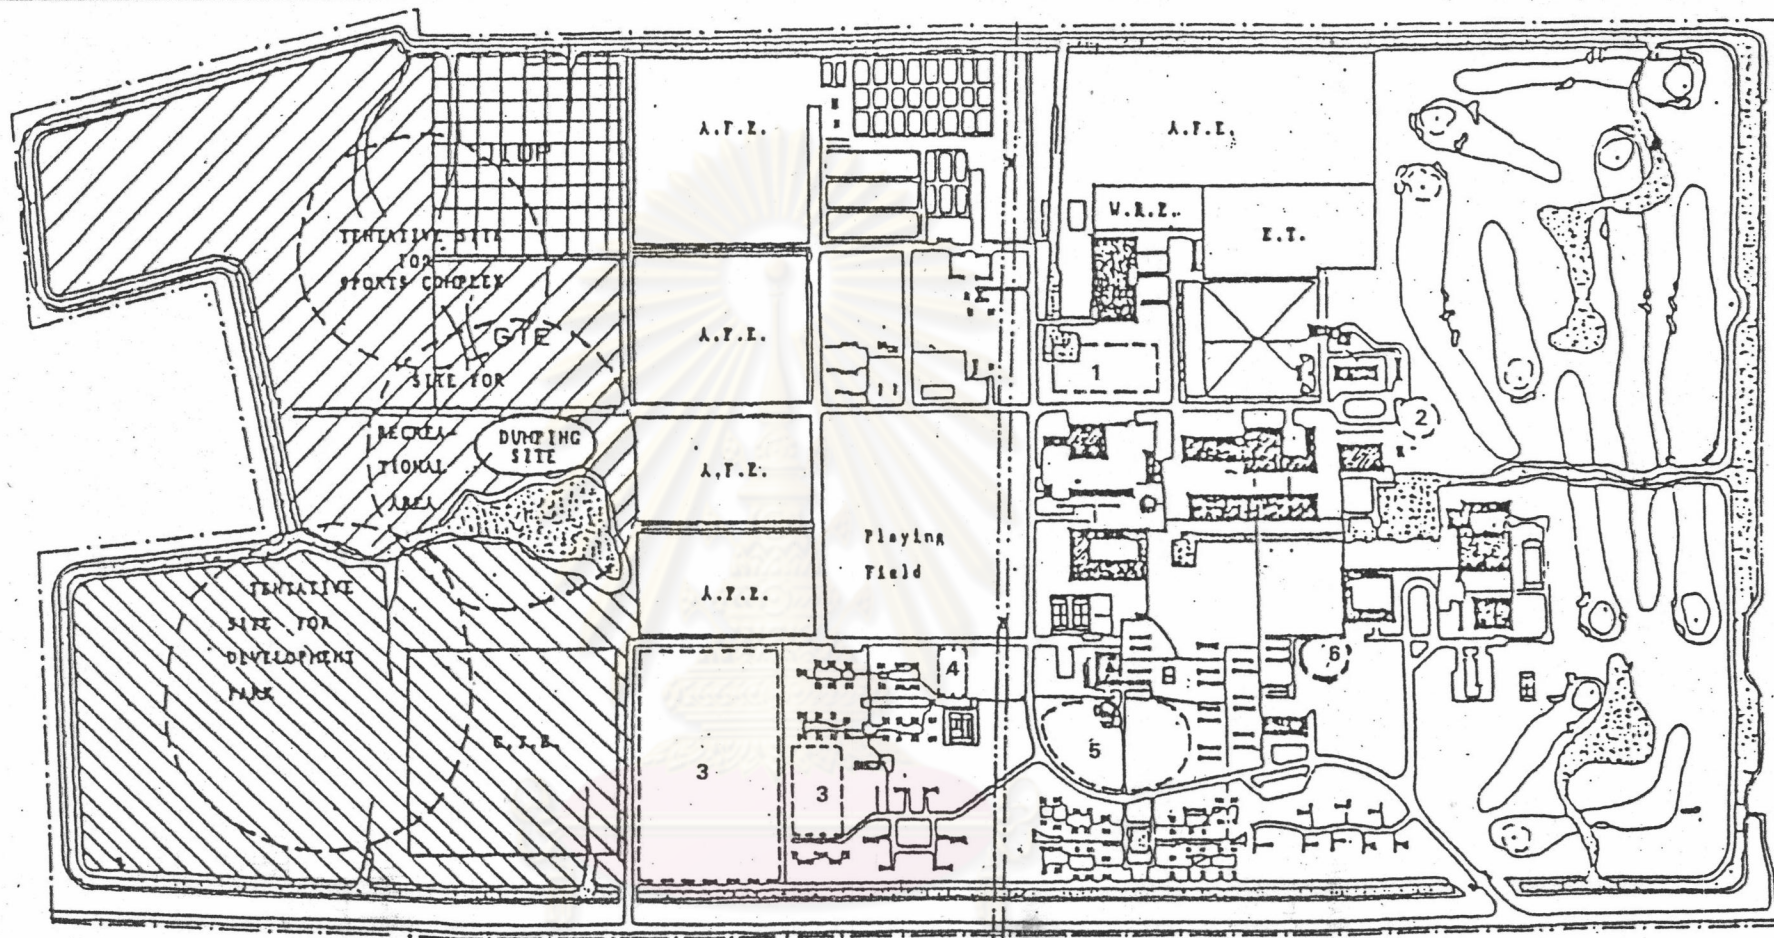 A.F.E.
A.F.E.
TENTATIVE SITE
FOR
SPORTS COMPLEX
W.R.E.
E.T.
A.F.E.
GTE
SITE FOR
1
2
RECREA-
TIONAL
AREA
DUMPING
SITE
A.F.E.
Playing
Field
A.F.E.
TENTATIVE
SITE FOR
DEVELOPMENT
PARK
4
6
3
3
5